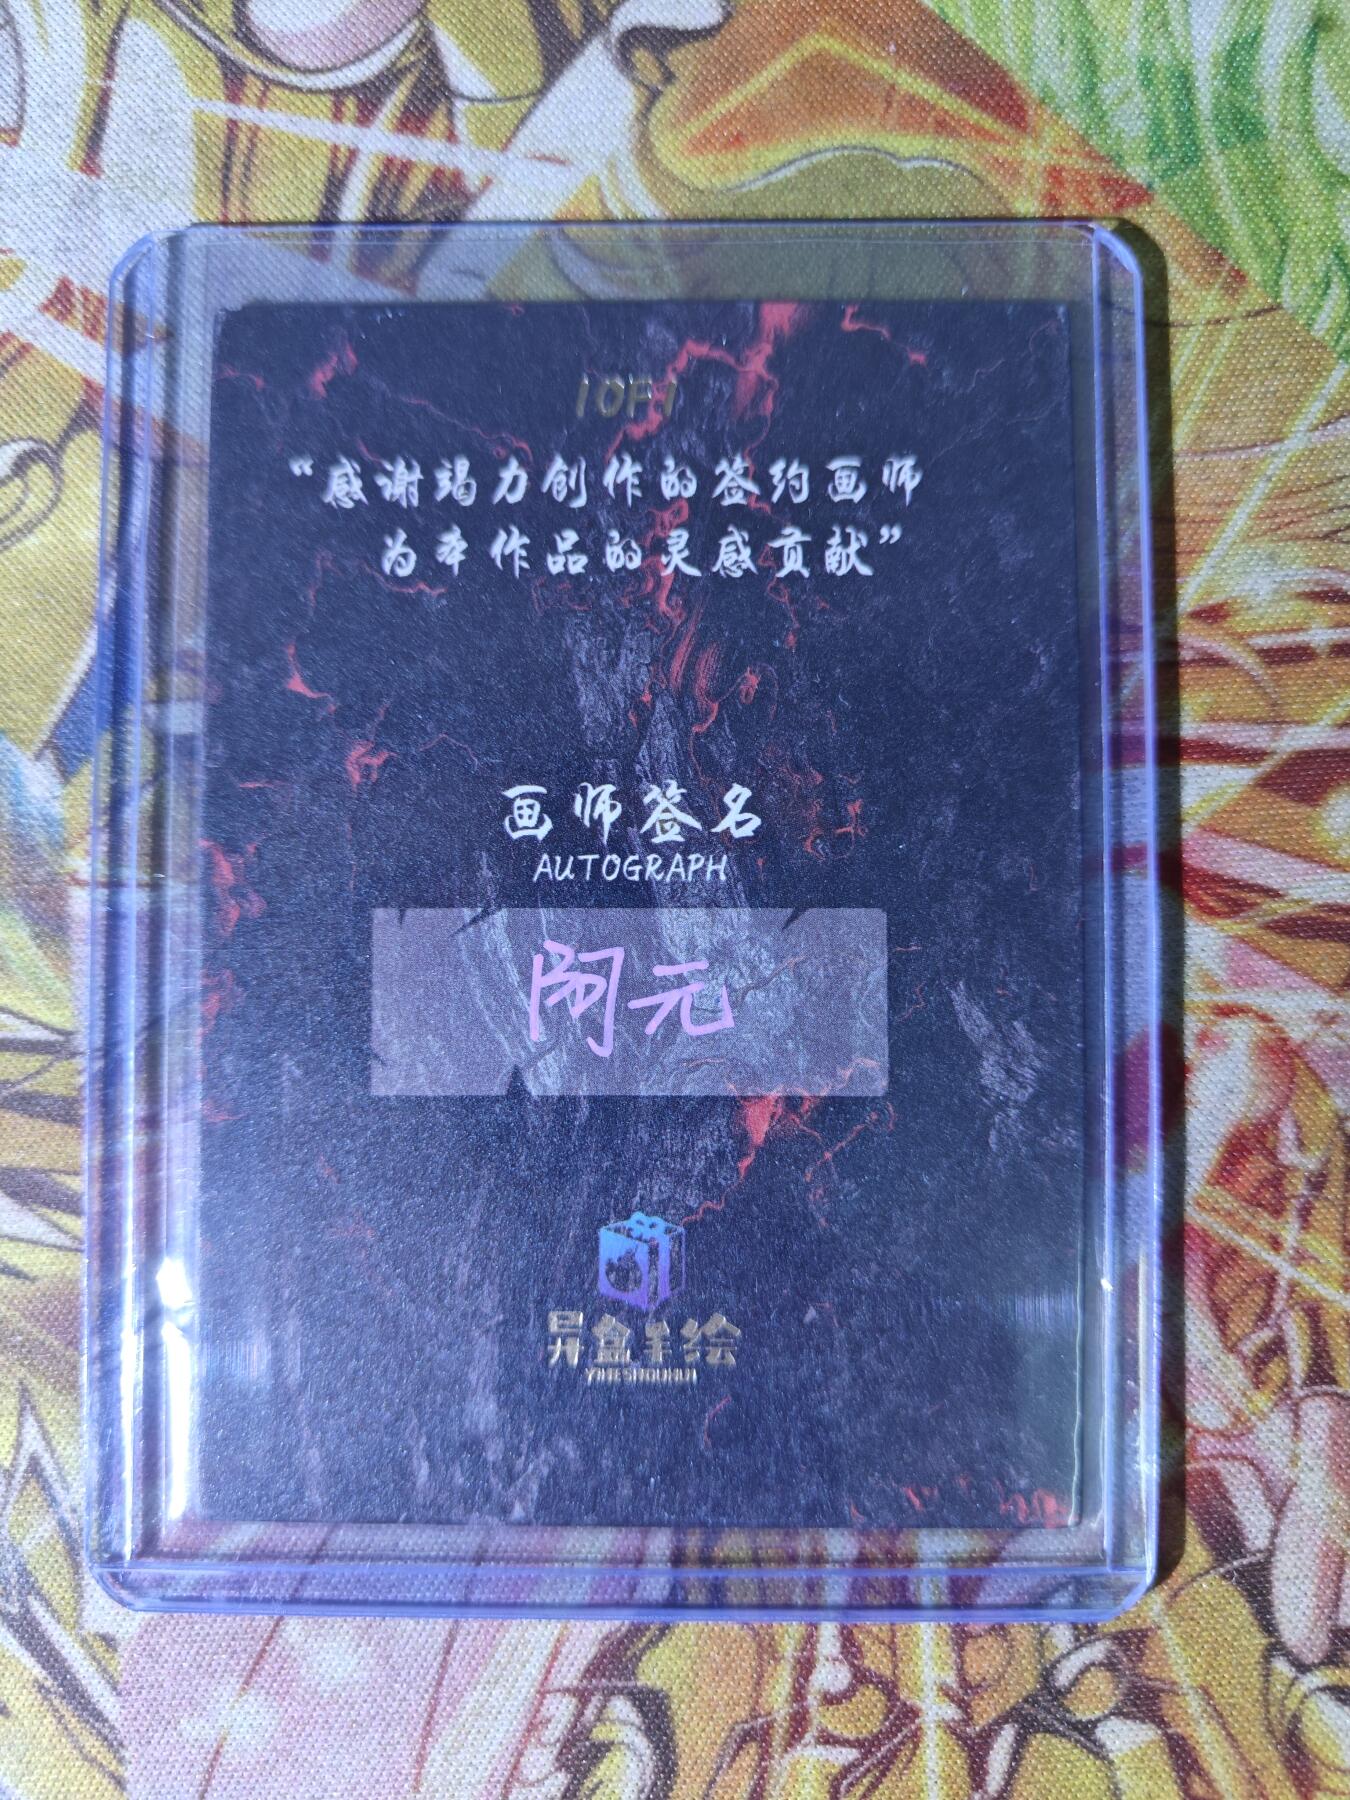 1OF1
“感谢竭力创作的签约画师
为本作品的灵感贡献”
画师签名
AUTOGRAPH
阿元
异盒手绘
YIHESHOUHUI